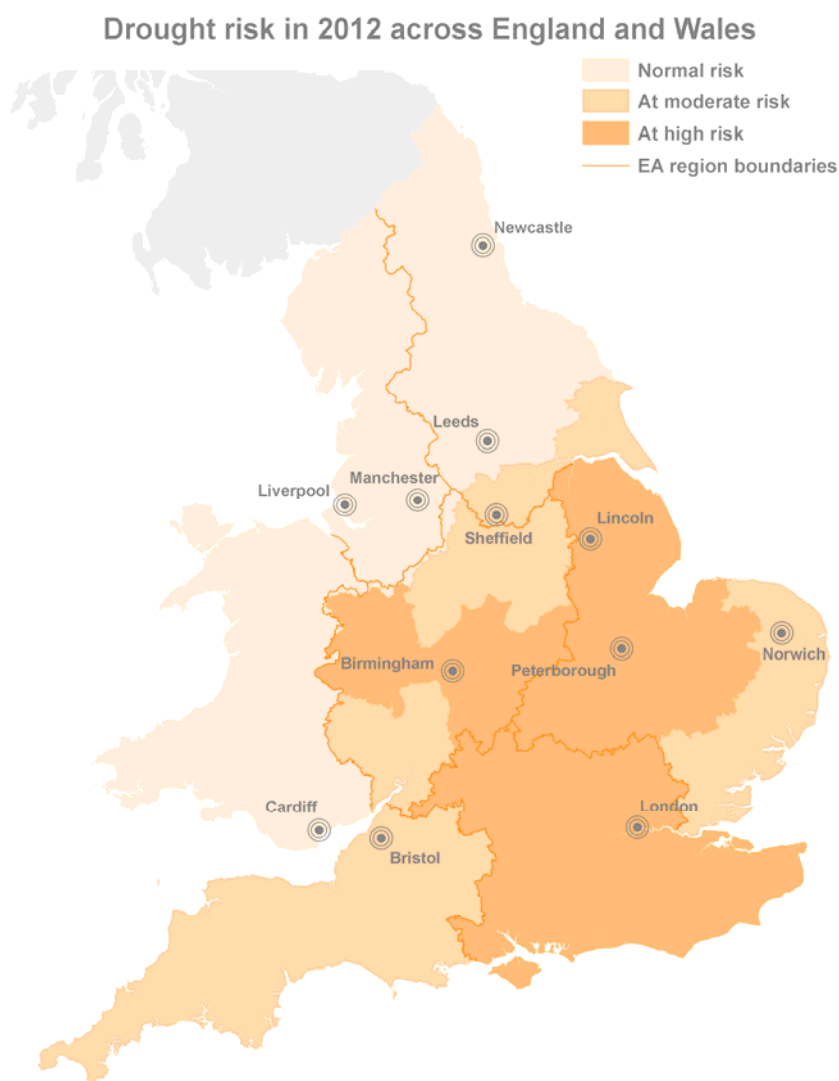 Drought risk in 2012 across England and Wales
Normal risk
At moderate risk
At high risk
EA region boundaries
Newcastle
Leeds
Manchester
Liverpool
Sheffield
Lincoln
Birmingham
Peterborough
Norwich
Cardiff
London
Bristol